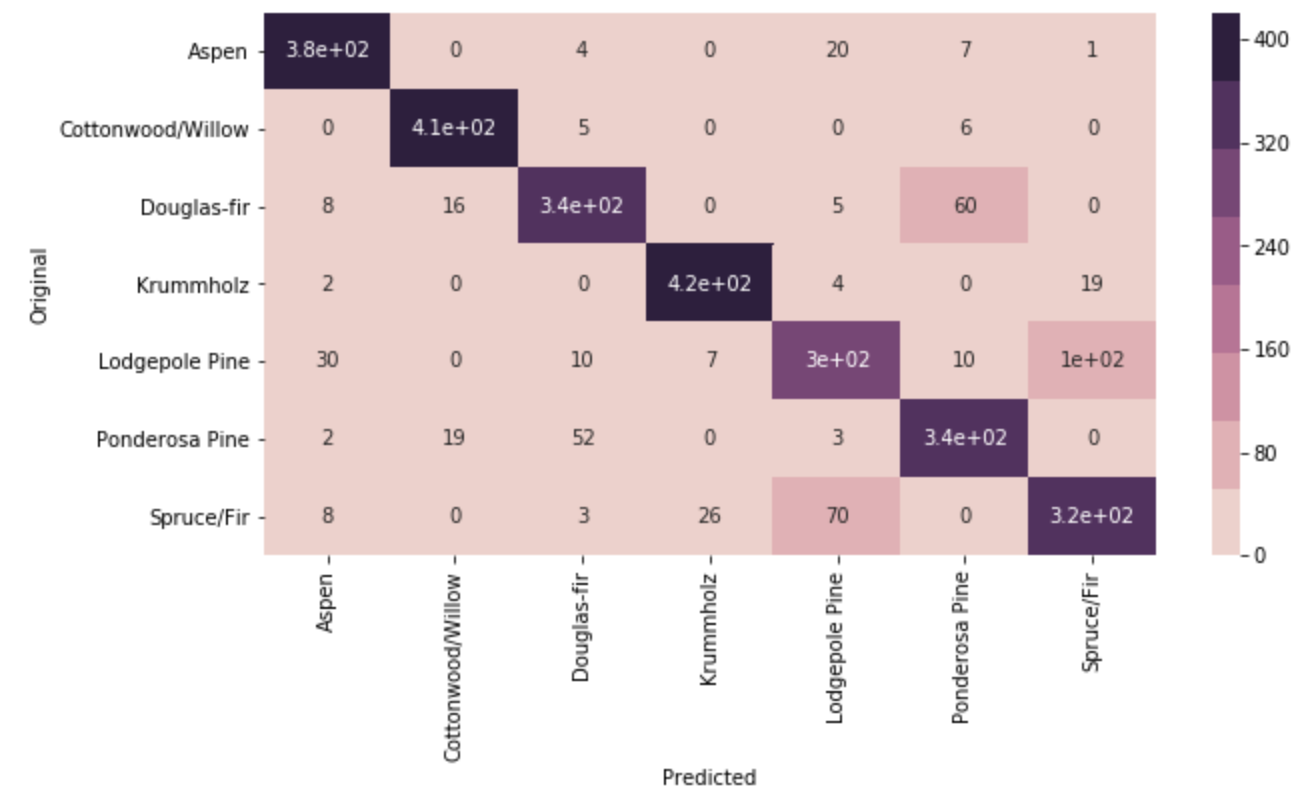 Aspen 3.8e+02 0 4 0 20 7 1
Cottonwood/Willow 0 4.1e+02 5 0 0 6 0
Douglas-fir 8 16 3.4e+02 0 5 60 0
Krummholz 2 0 0 4.2e+02 4 0 19
Lodgepole Pine 30 0 10 7 3e+02 10 1e+02
Ponderosa Pine 2 19 52 0 3 3.4e+02 0
Spruce/Fir 8 0 3 26 70 0 3.2e+02
Original
Aspen
Cottonwood/Willow
Douglas-fir
Krummholz
Lodgepole Pine
Ponderosa Pine
Spruce/Fir
Predicted
400
320
240
160
80
0